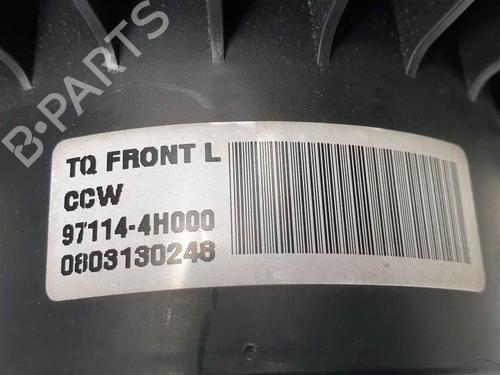 B-PARTS
TQ FRONT L
CCW
97114-4H000
0803130248